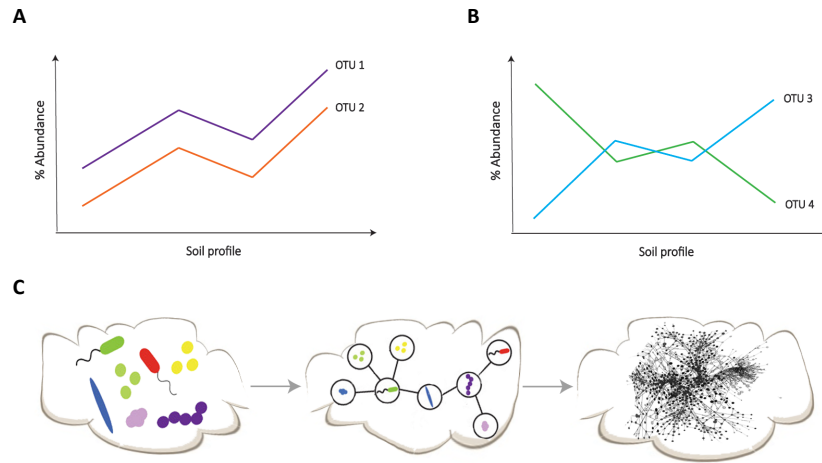 A
OTU 1
OTU 2
% Abundance
Soil profile
B
OTU 3
OTU 4
% Abundance
Soil profile
C